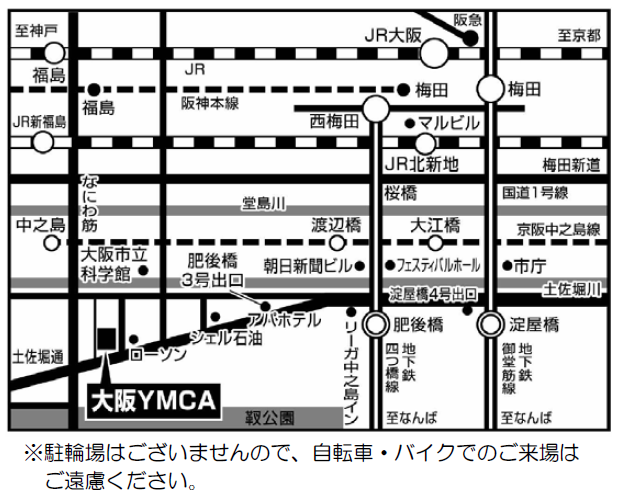 至神戸
阪急
JR大阪
至京都
福島
JR
梅田
梅田
福島
阪神本線
西梅田
マルビル
JR新福島
JR北新地
梅田新道
なにわ筋
桜橋
国道1号線
堂島川
中之島
渡辺橋
大江橋
京阪中之島線
大阪市立
科学館
肥後橋
3号出口
朝日新聞ビル
フェスティバルホール
市庁
淀屋橋4号出口
土佐堀川
アパホテル
ジェル石油
肥後橋
淀屋橋
土佐堀通
ローソン
リーガ中之島イン
地下鉄
四つ橋線
地下鉄
御堂筋線
大阪YMCA
靱公園
至なんば
至なんば
※駐輪場はございませんので、自転車・バイクでのご来場は
ご遠慮ください。